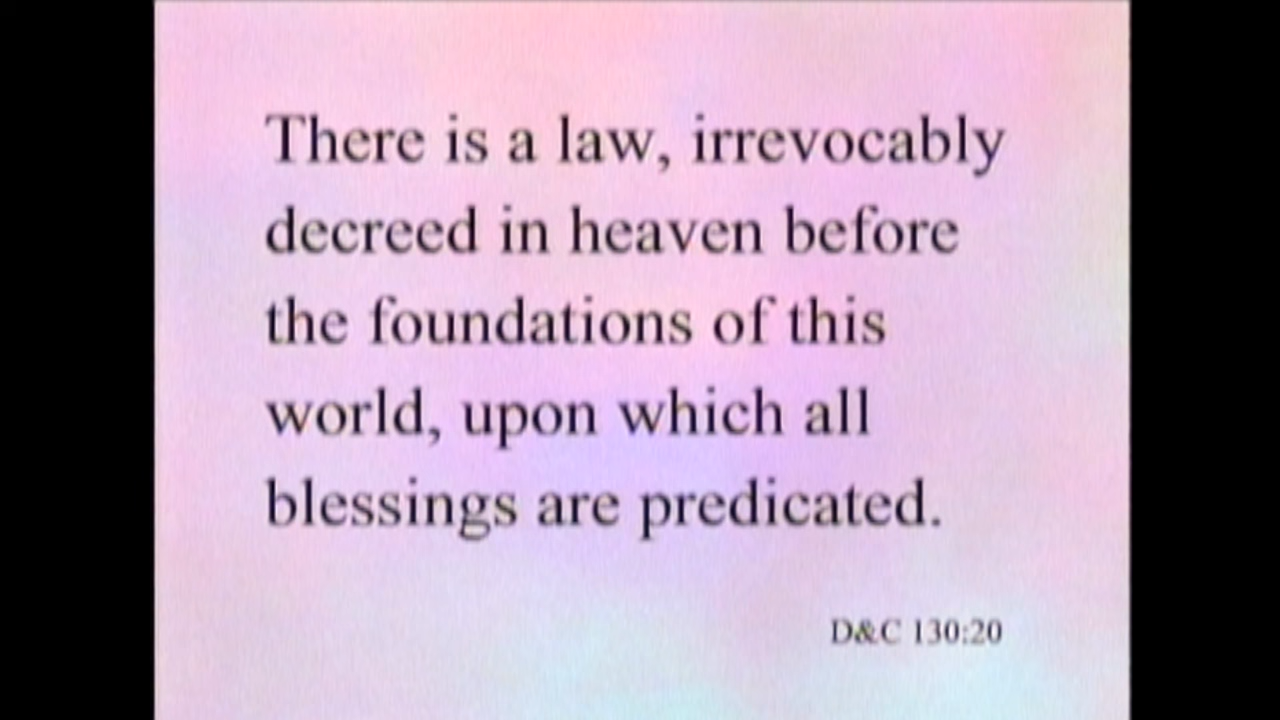 There is a law, irrevocably
decreed in heaven before
the foundations of this
world, upon which all
blessings are predicated.
D&C 130:20